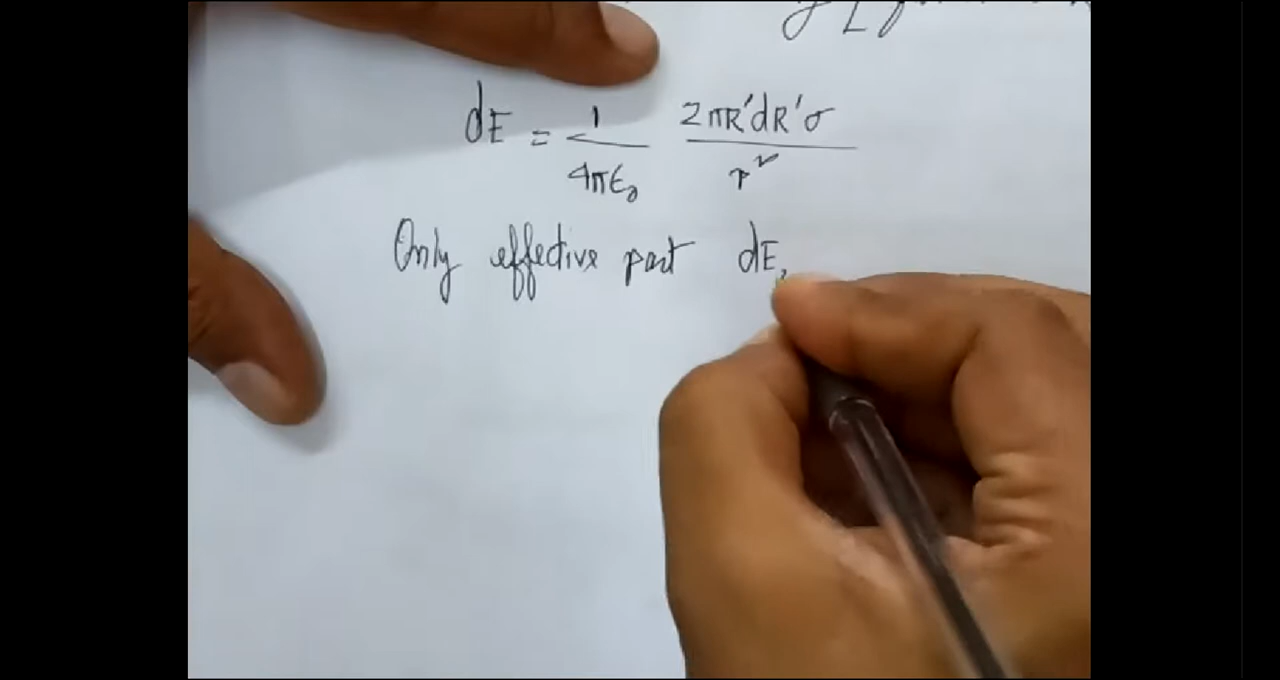 dE = 1/4πε₀ 2πR'dR'σ/r²
Only effective part dE